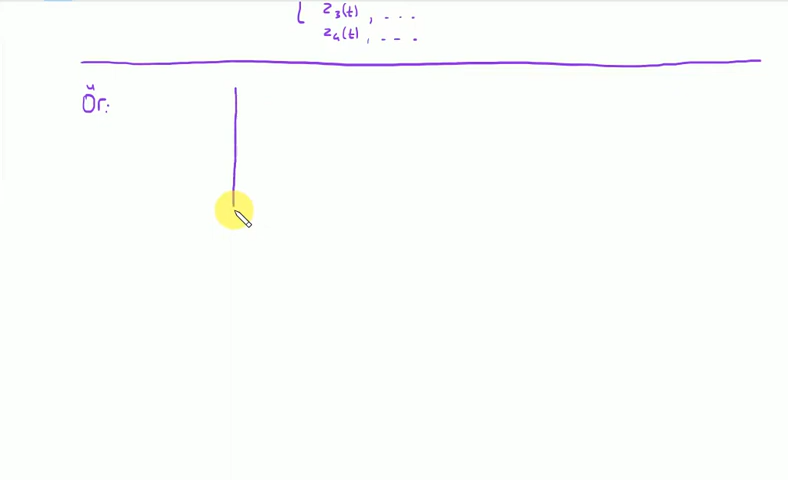 z₃(t), ...
z₄(t), ...
Ör: